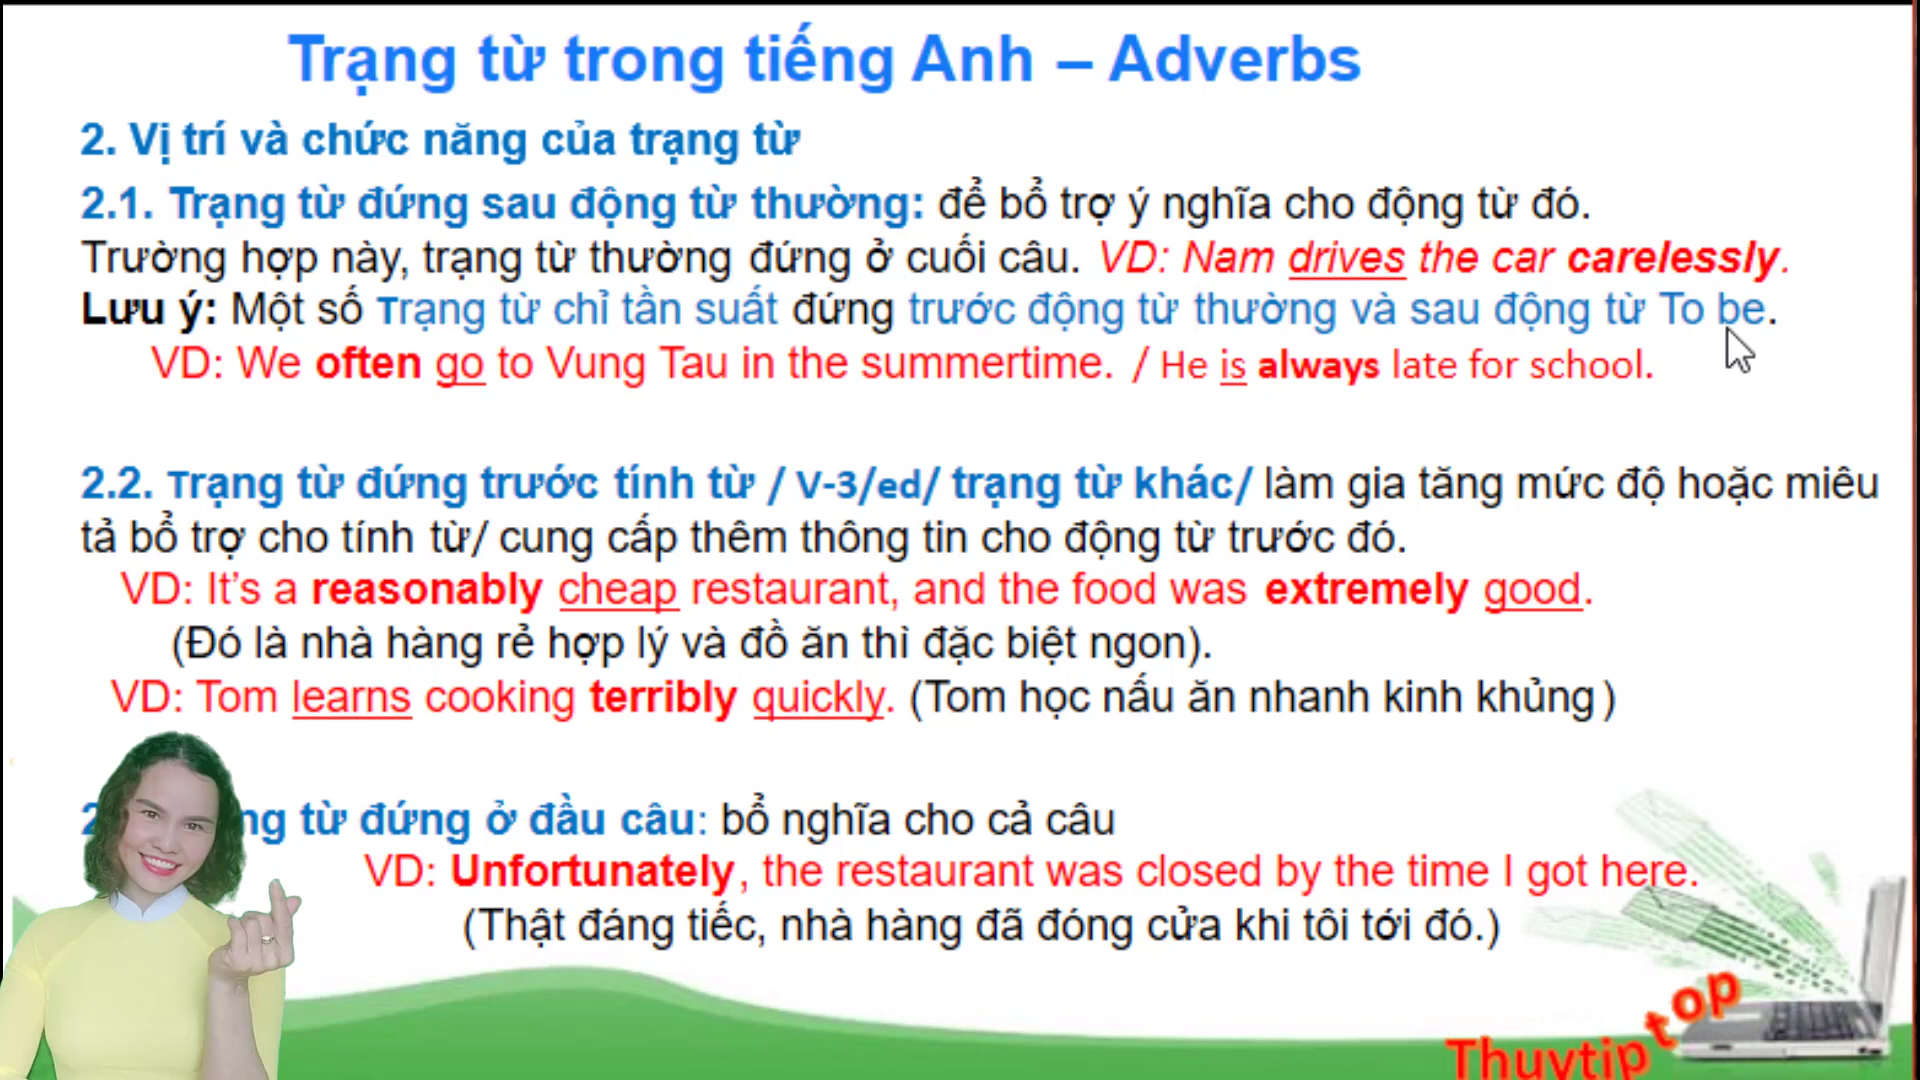 Trạng từ trong tiếng Anh – Adverbs
2. Vị trí và chức năng của trạng từ
2.1. Trạng từ đứng sau động từ thường: để bổ trợ ý nghĩa cho động từ đó.
Trường hợp này, trạng từ thường đứng ở cuối câu. VD: Nam drives the car carelessly.
Lưu ý: Một số Trạng từ chỉ tần suất đứng trước động từ thường và sau động từ To be.
VD: We often go to Vung Tau in the summertime. / He is always late for school.
2.2. Trạng từ đứng trước tính từ / V-3/ed/ trạng từ khác/ làm gia tăng mức độ hoặc miêu
tả bổ trợ cho tính từ/ cung cấp thêm thông tin cho động từ trước đó.
VD: It’s a reasonably cheap restaurant, and the food was extremely good.
(Đó là nhà hàng rẻ hợp lý và đồ ăn thì đặc biệt ngon).
VD: Tom learns cooking terribly quickly. (Tom học nấu ăn nhanh kinh khủng)
từ đứng ở đầu câu: bổ nghĩa cho cả câu
VD: Unfortunately, the restaurant was closed by the time I got here.
(Thật đáng tiếc, nhà hàng đã đóng cửa khi tôi tới đó.)
Thuytip top